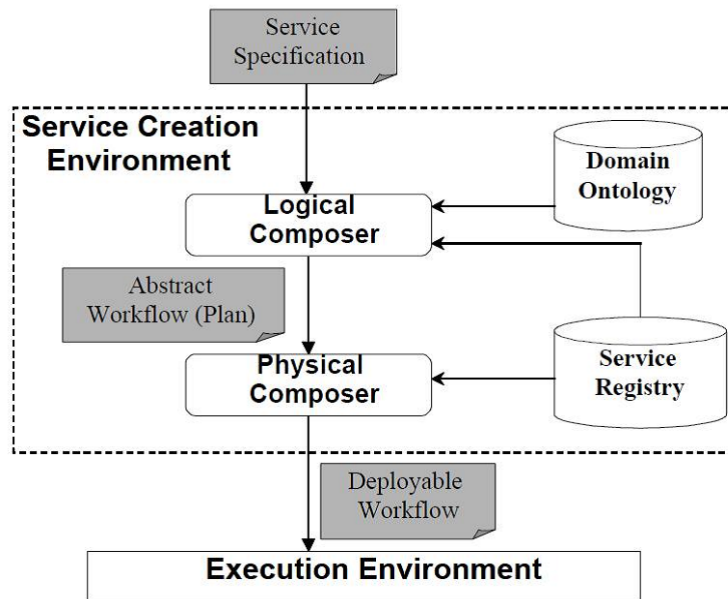 Service
Specification
Service Creation
Environment
Domain
Ontology
Logical
Composer
Abstract
Workflow (Plan)
Physical
Composer
Service
Registry
Deployable
Workflow
Execution Environment